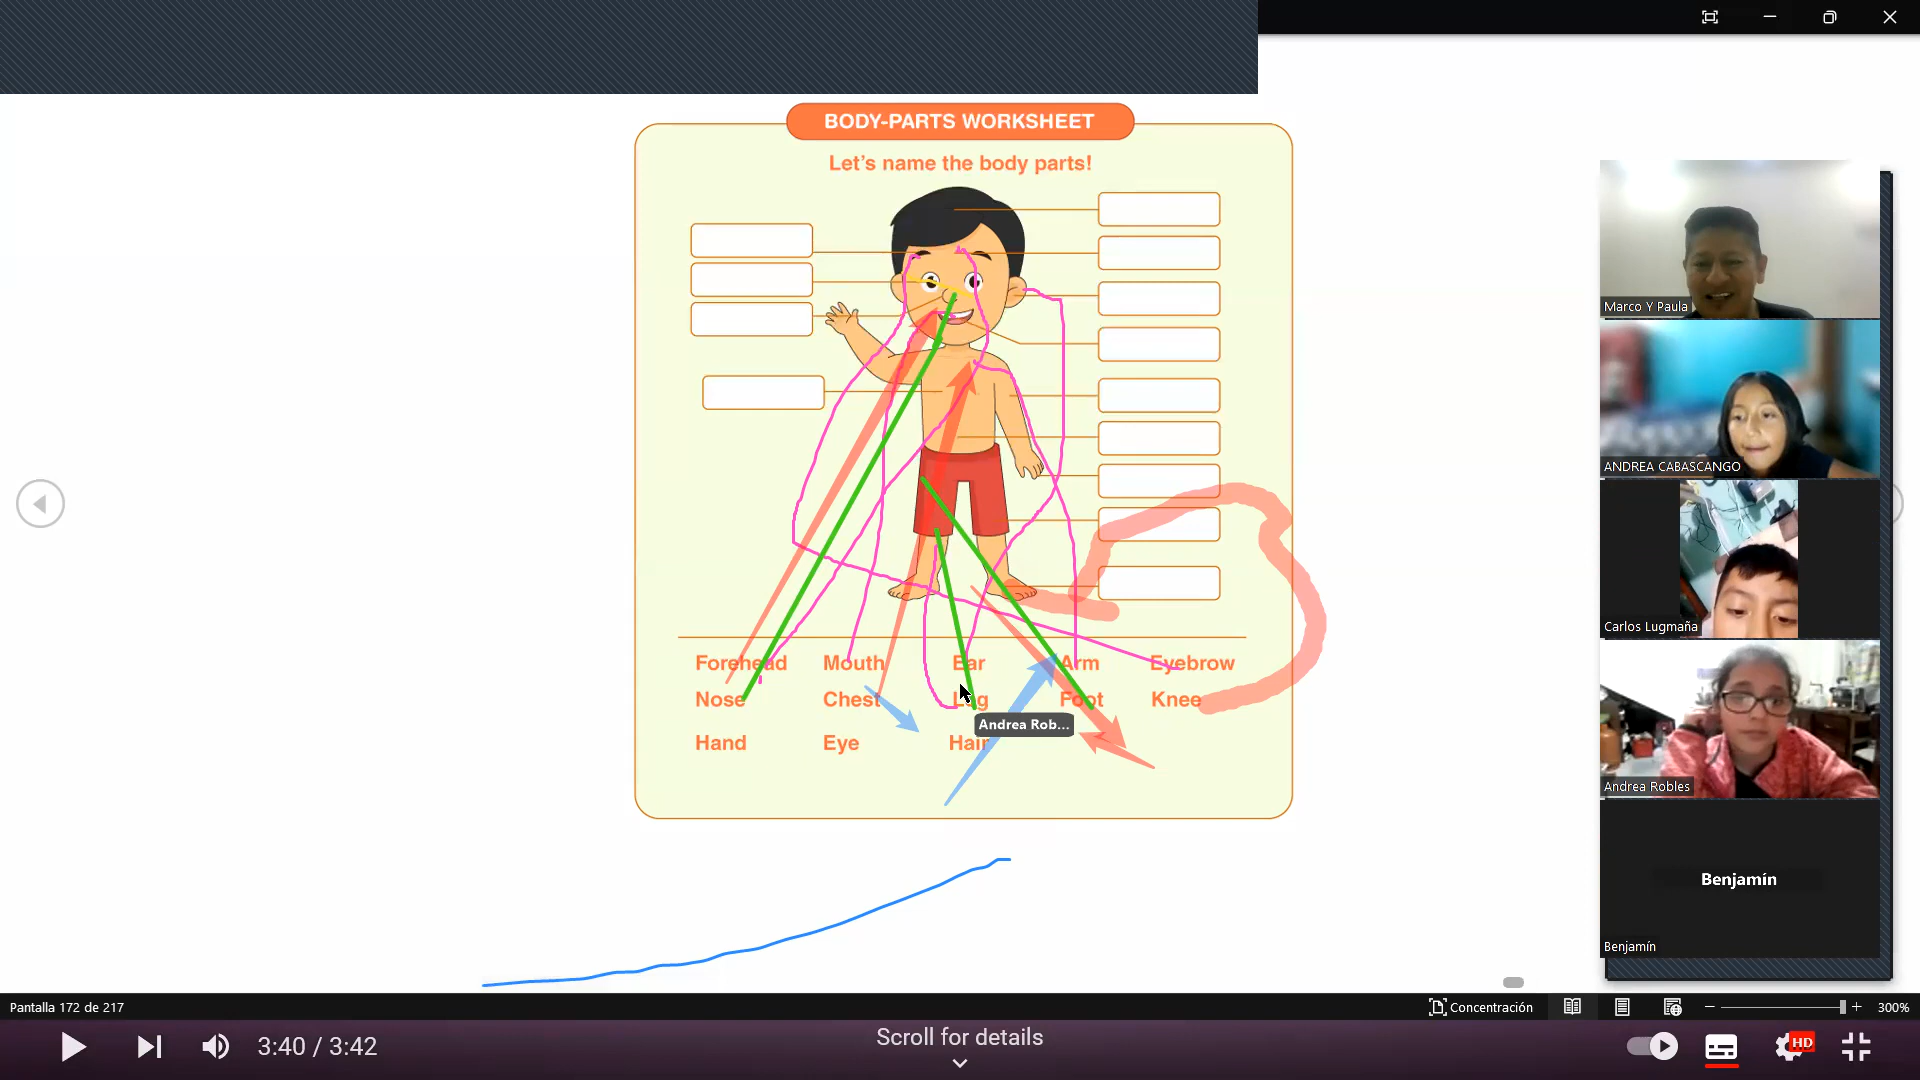 BODY-PARTS WORKSHEET
Let's name the body parts!
Forehead Mouth Ear Arm Eyebrow
Nose Chest Leg Foot Knee
Hand Eye Hair
Andrea Rob...
Marco Y Paula
ANDREA CABASCANGO
Carlos Lugmaña
Andrea Robles
Benjamín
Benjamín
Pantalla 172 de 217
Concentración
300%
3:40 / 3:42
Scroll for details
HD